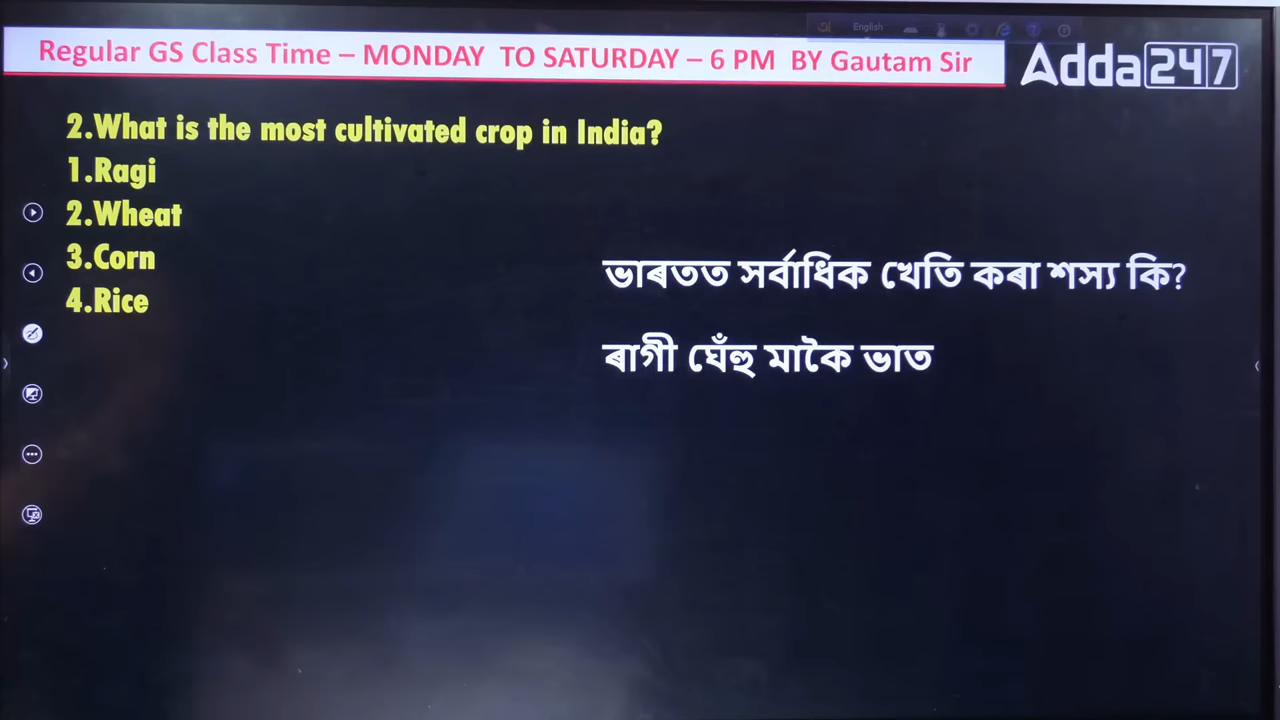 English
Regular GS Class Time – MONDAY TO SATURDAY – 6 PM BY Gautam Sir
Adda247
2.What is the most cultivated crop in India?
1.Ragi
2.Wheat
3.Corn
4.Rice
ভাৰতত সৰ্বাধিক খেতি কৰা শস্য কি?
ৰাগী ঘেঁহু মাকৈ ভাত